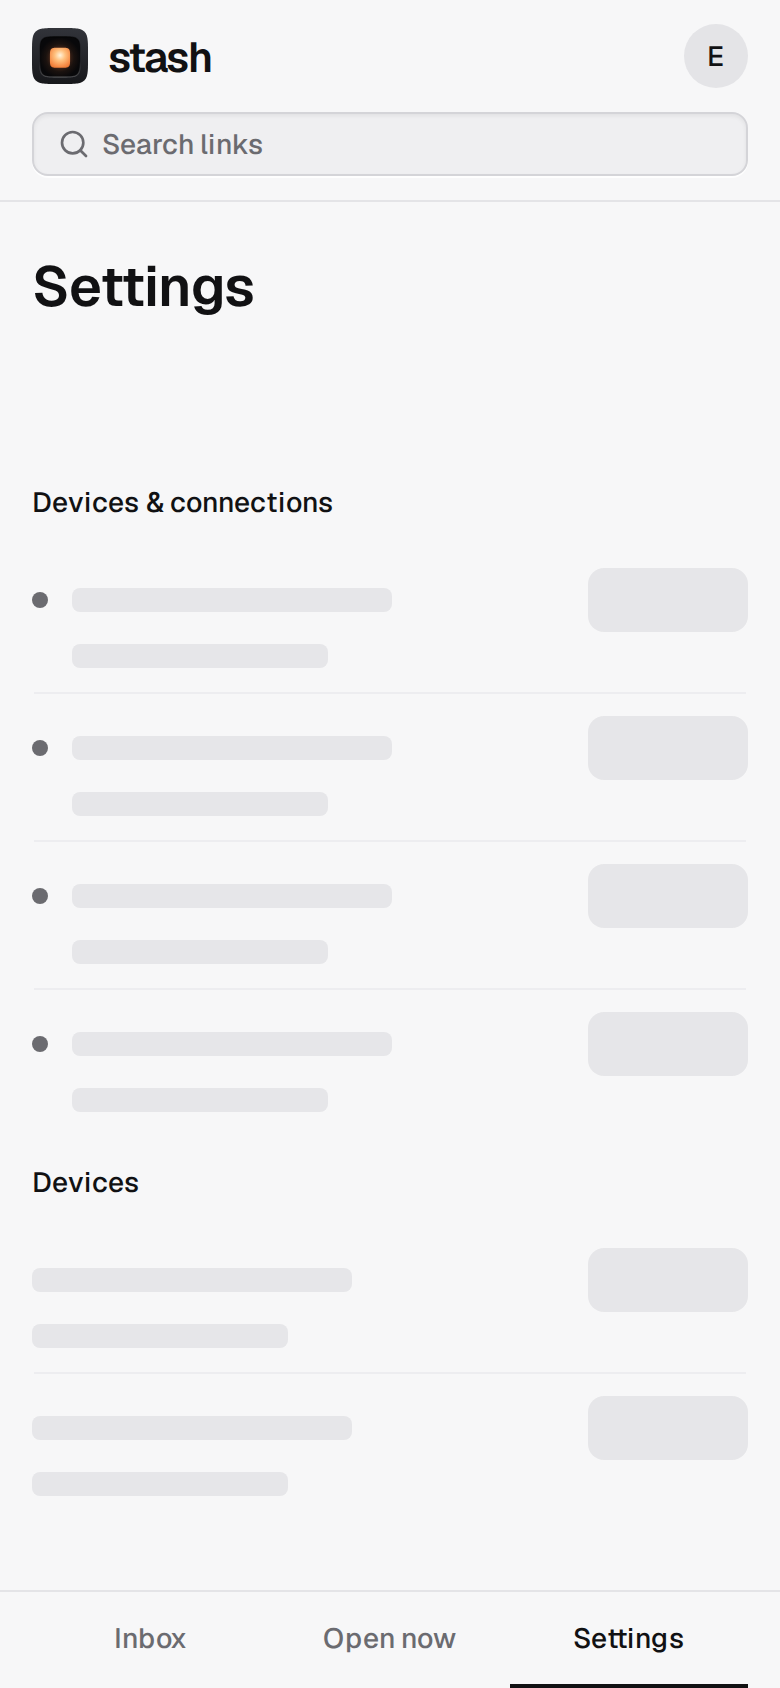 stash
E
Search links
Settings
Devices & connections
Devices
Inbox
Open now
Settings